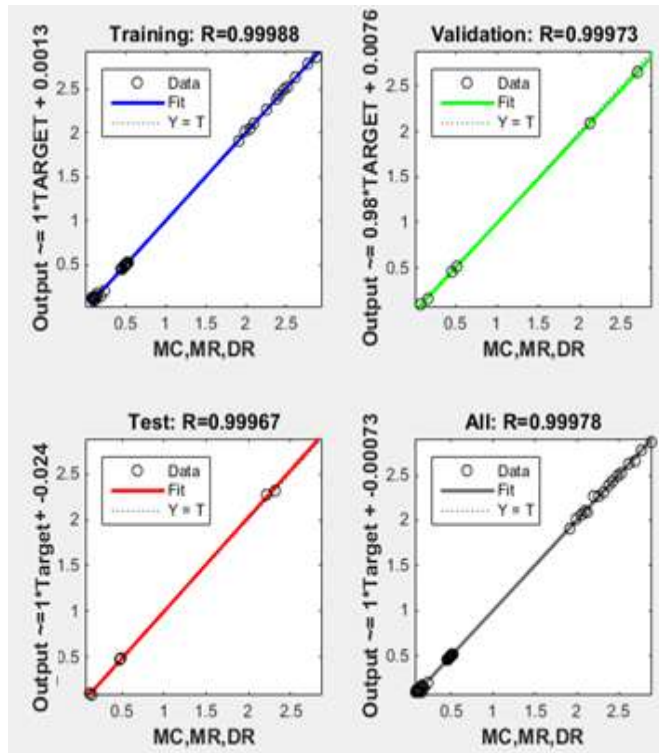 Training: R=0.99988
Output ~= 1*TARGET + 0.0013
Data
Fit
Y = T
2.5
2
1.5
1
0.5
0.5 1 1.5 2 2.5
MC,MR,DR
Validation: R=0.99973
Output ~= 0.98*TARGET + 0.0076
Data
Fit
Y = T
2.5
2
1.5
1
0.5
0.5 1 1.5 2 2.5
MC,MR,DR
Test: R=0.99967
Output ~=1*Target+ -0.024
Data
Fit
Y = T
2.5
2
1.5
1
0.5
0.5 1 1.5 2 2.5
MC,MR,DR
All: R=0.99978
Output ~= 1*Target + -0.00073
Data
Fit
Y = T
2.5
2
1.5
1
0.5
0.5 1 1.5 2 2.5
MC,MR,DR